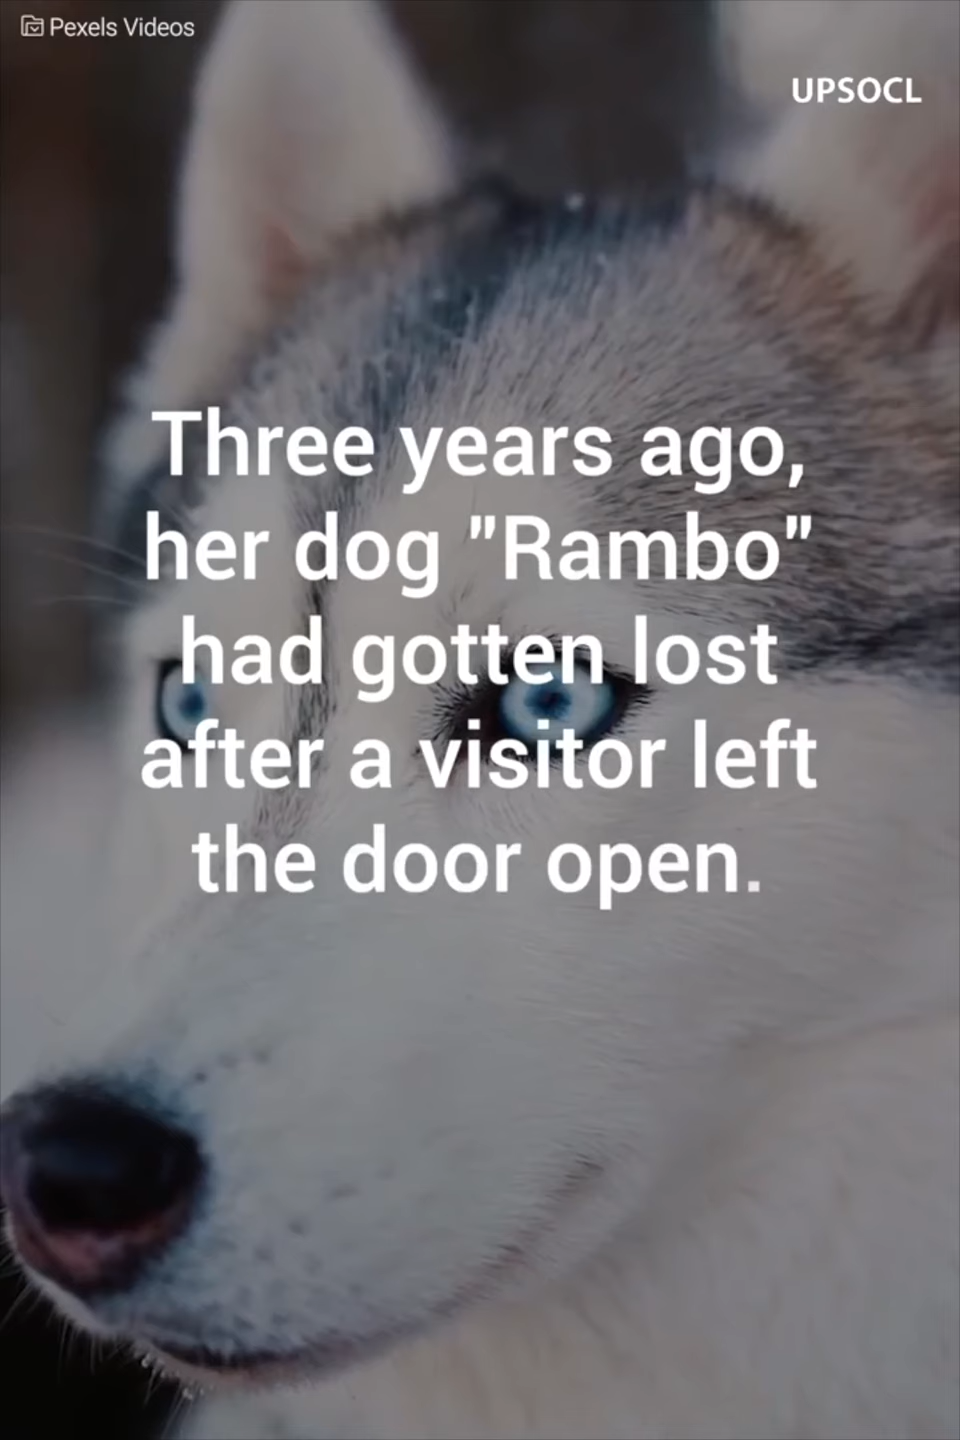 Pexels Videos
UPSOCL
Three years ago,
her dog "Rambo"
had gotten lost
after a visitor left
the door open.